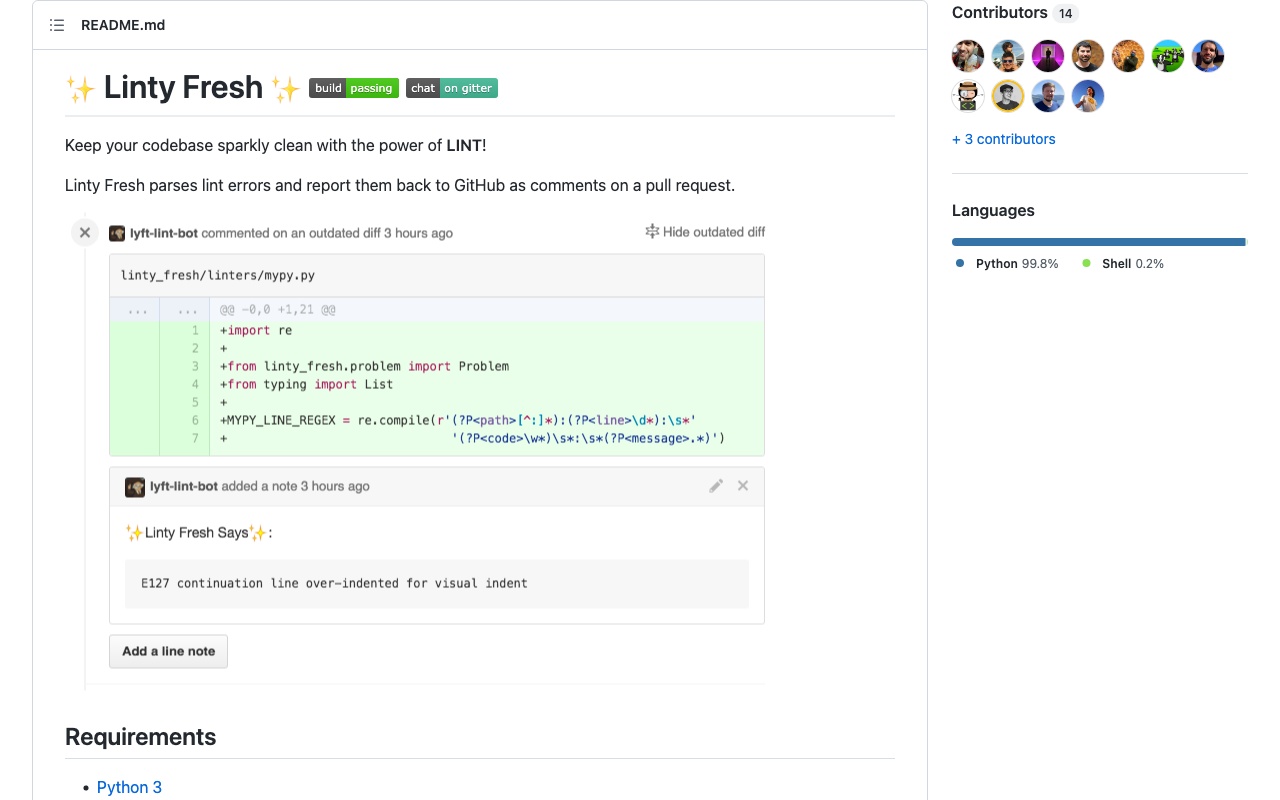 README.md
✨ Linty Fresh ✨ build passing chat on gitter
Keep your codebase sparkly clean with the power of LINT!
Linty Fresh parses lint errors and report them back to GitHub as comments on a pull request.
lyft-lint-bot commented on an outdated diff 3 hours ago
Hide outdated diff
linty_fresh/linters/mypy.py
... ... @@ -0,0 +1,21 @@
1 +import re
2 +
3 +from linty_fresh.problem import Problem
4 +from typing import List
5 +
6 +MYPY_LINE_REGEX = re.compile(r'(?P<path>[^:]*):(?P<line>\d*):\s*'
7 + '(?P<code>\w*)\s*:\s*(?P<message>.*)')
lyft-lint-bot added a note 3 hours ago
✨Linty Fresh Says✨:
E127 continuation line over-indented for visual indent
Add a line note
Requirements
• Python 3
Contributors 14
+ 3 contributors
Languages
Python 99.8% Shell 0.2%